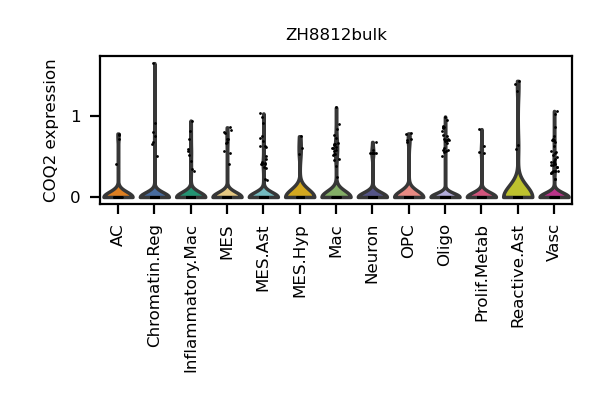 ZH8812bulk
COQ2 expression
1
0
AC
Chromatin.Reg
Inflammatory.Mac
MES
MES.Ast
MES.Hyp
Mac
Neuron
OPC
Oligo
Prolif.Metab
Reactive.Ast
Vasc